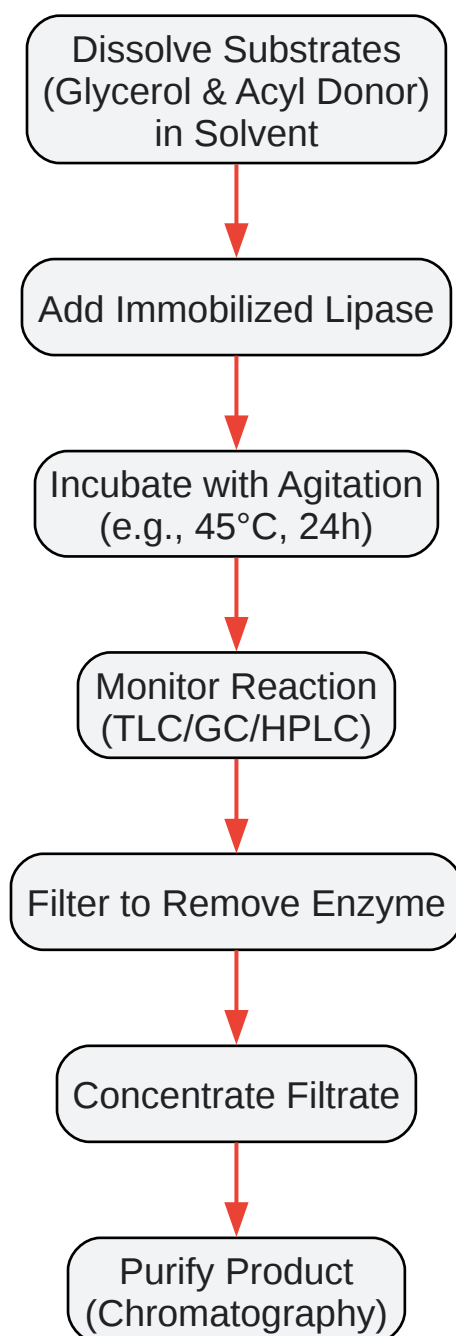 Dissolve Substrates
(Glycerol & Acyl Donor)
in Solvent
Add Immobilized Lipase
Incubate with Agitation
(e.g., 45°C, 24h)
Monitor Reaction
(TLC/GC/HPLC)
Filter to Remove Enzyme
Concentrate Filtrate
Purify Product
(Chromatography)